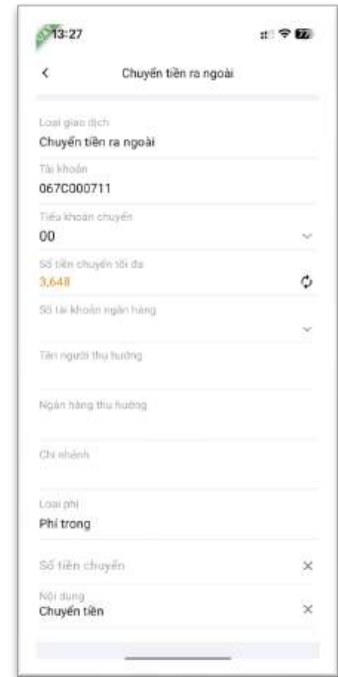 13:27
77
Chuyển tiền ra ngoài
Loại giao dịch
Chuyển tiền ra ngoài
Tài khoản
067C000711
Tiểu khoản chuyển
00
Số tiền chuyển tối đa
3,648
Số tài khoản ngân hàng
Tên người thụ hưởng
Ngân hàng thụ hưởng
Chi nhánh
Loại phí
Phí trong
Số tiền chuyển
Nội dung
Chuyển tiền